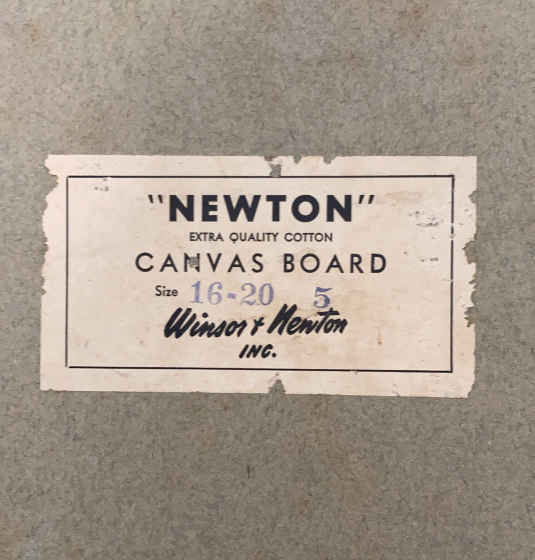 "NEWTON"
EXTRA QUALITY COTTON
CANVAS BOARD
Size 16-20 5
Winsor & Newton
INC.